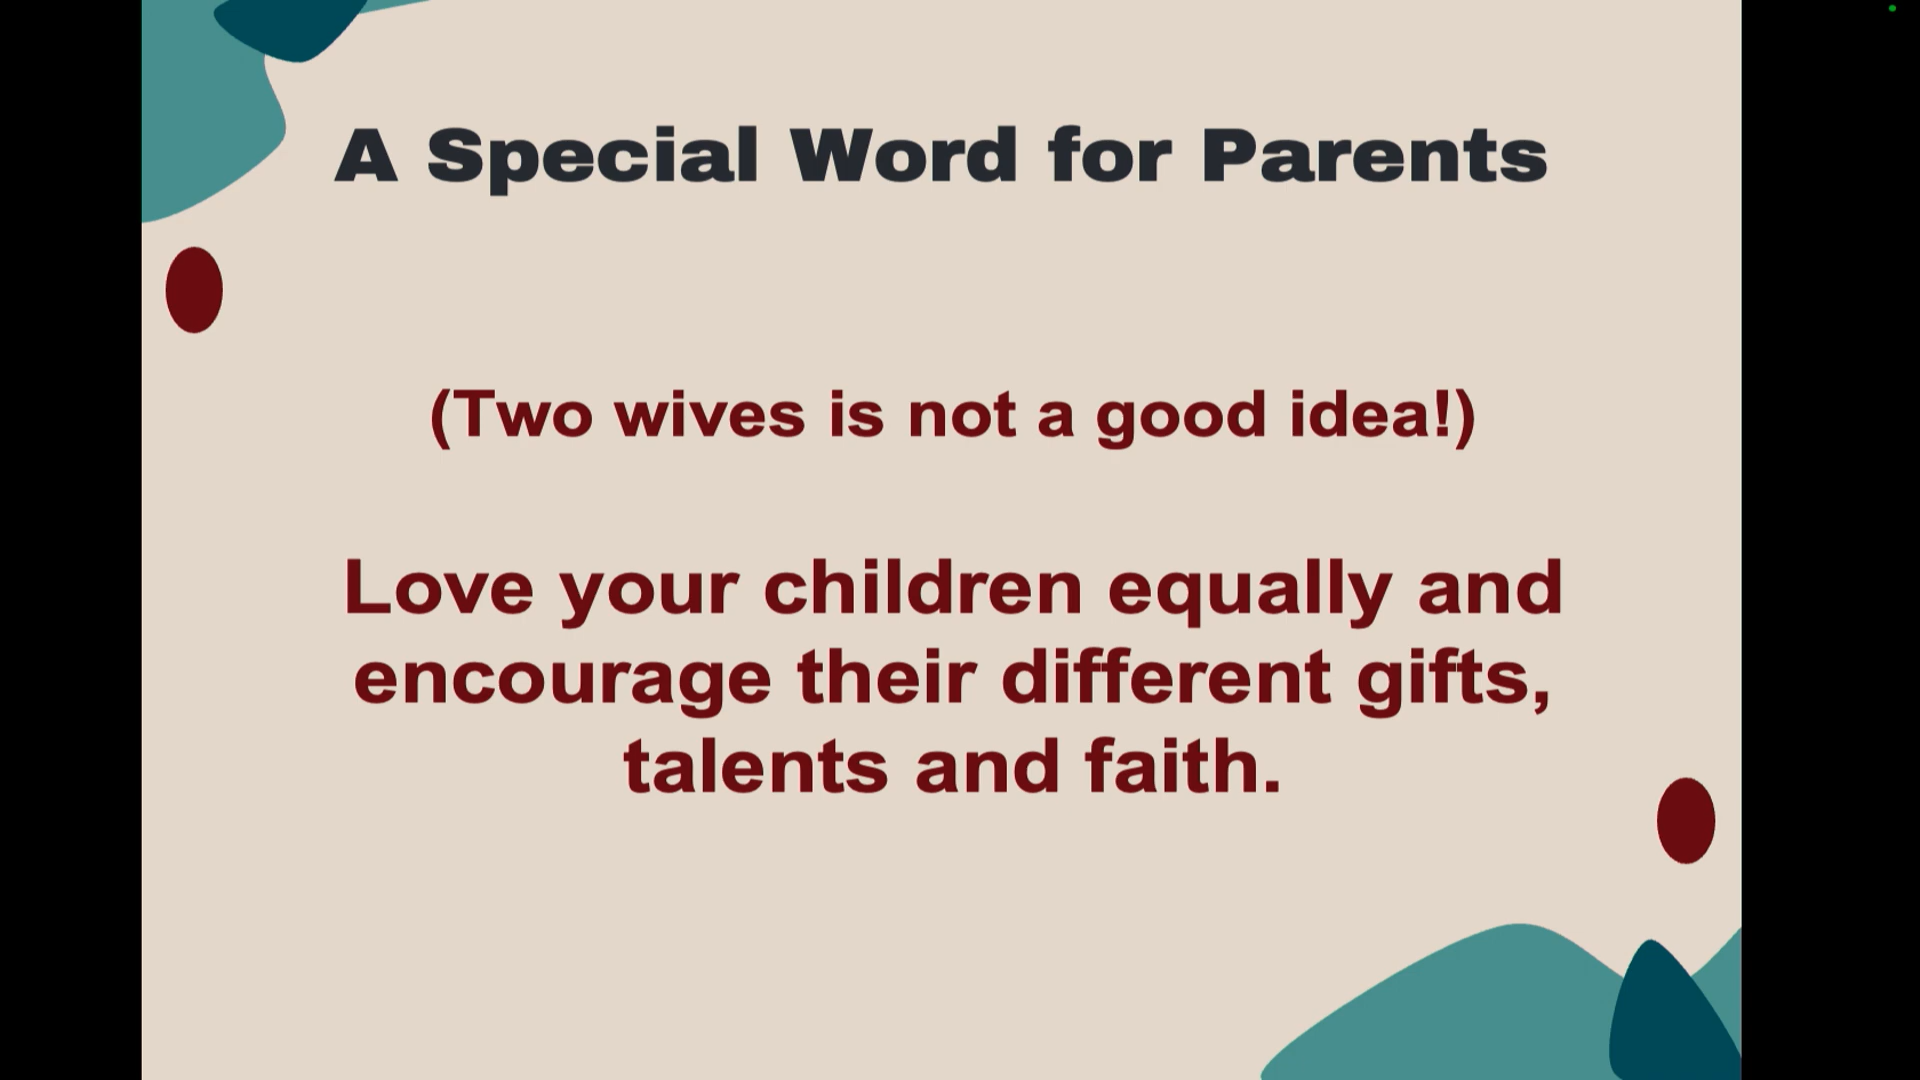 A Special Word for Parents
(Two wives is not a good idea!)
Love your children equally and
encourage their different gifts,
talents and faith.